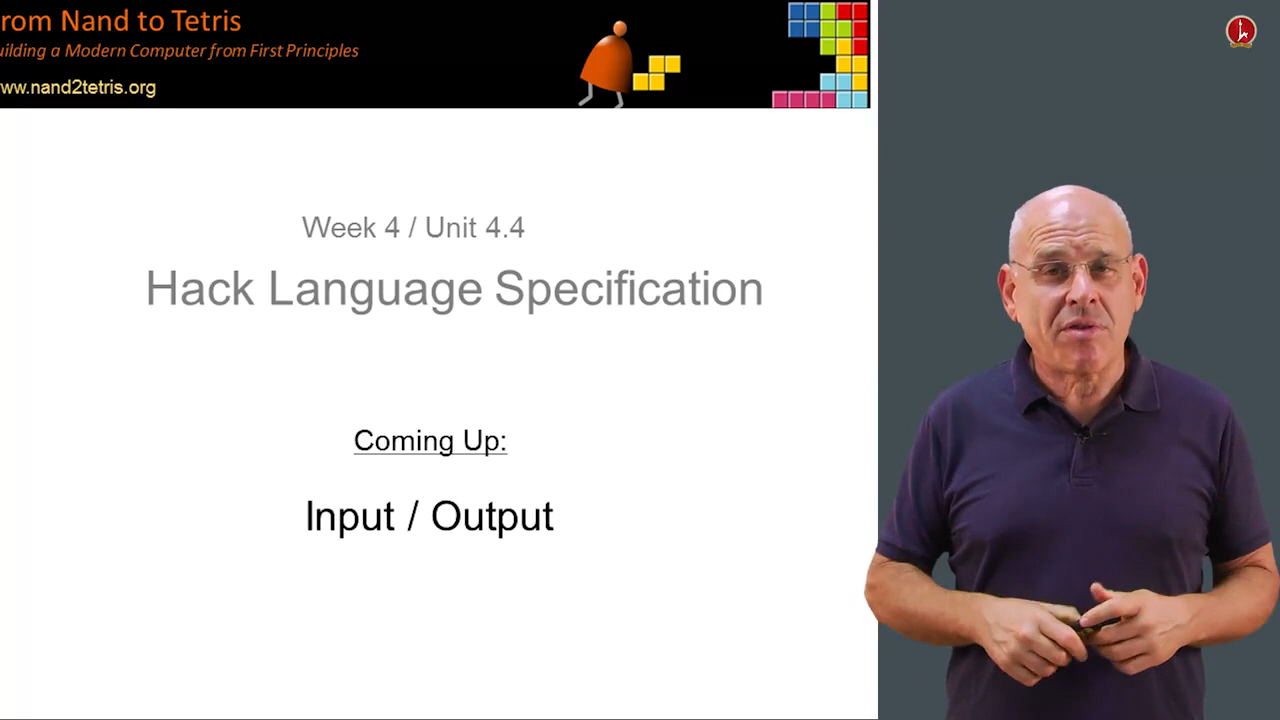 rom Nand to Tetris
uilding a Modern Computer from First Principles
ww.nand2tetris.org
Week 4 / Unit 4.4
Hack Language Specification
Coming Up:
Input / Output